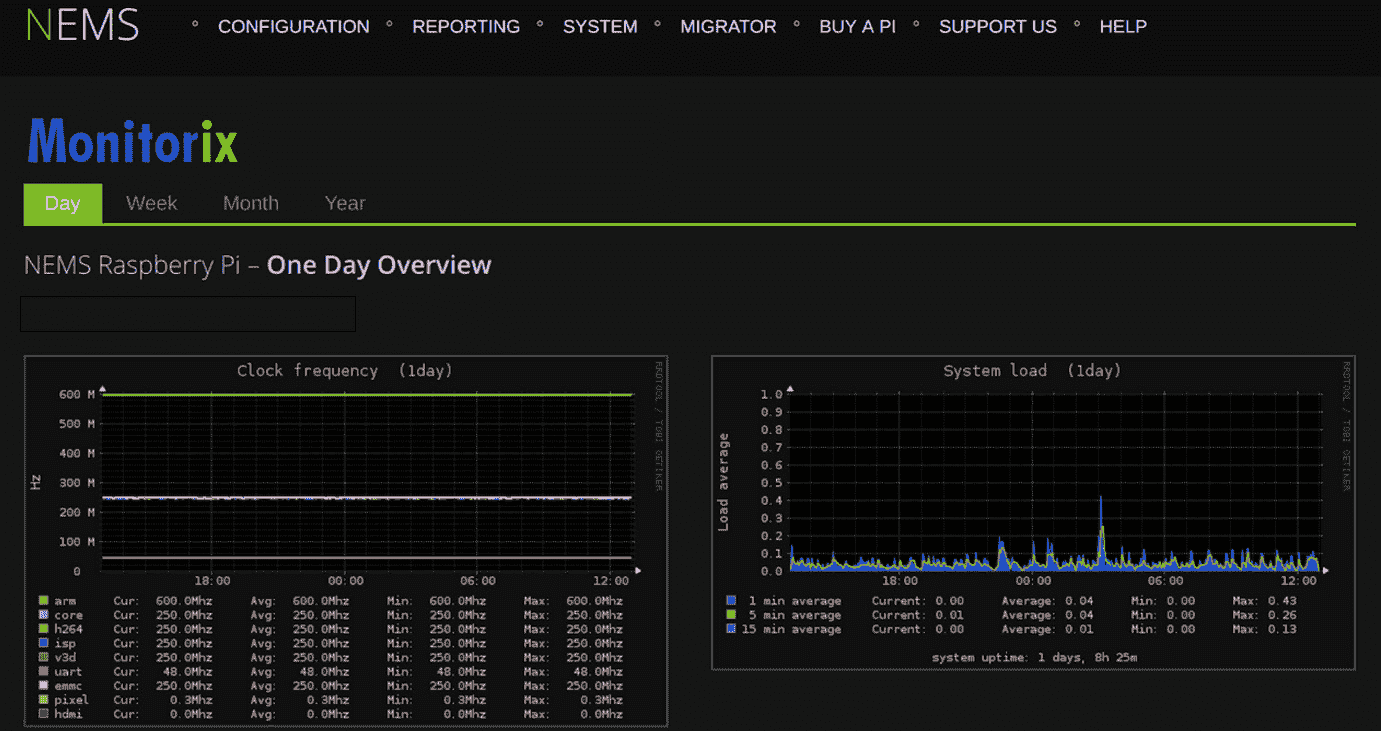 NEMS ° CONFIGURATION ° REPORTING ° SYSTEM ° MIGRATOR ° BUY A PI ° SUPPORT US ° HELP
Monitorix
Day Week Month Year
NEMS Raspberry Pi – One Day Overview
Clock frequency (1day)
RRDTOOL / TOBI OETIKER
Hz
600 M
500 M
400 M
300 M
200 M
100 M
0
18:00 00:00 06:00 12:00
arm Cur: 600.0Mhz Avg: 600.0Mhz Min: 600.0Mhz Max: 600.0Mhz
core Cur: 250.0Mhz Avg: 250.0Mhz Min: 250.0Mhz Max: 250.0Mhz
h264 Cur: 250.0Mhz Avg: 250.0Mhz Min: 250.0Mhz Max: 250.0Mhz
isp Cur: 250.0Mhz Avg: 250.0Mhz Min: 250.0Mhz Max: 250.0Mhz
v3d Cur: 250.0Mhz Avg: 250.0Mhz Min: 250.0Mhz Max: 250.0Mhz
uart Cur: 48.0Mhz Avg: 48.0Mhz Min: 48.0Mhz Max: 48.0Mhz
emmc Cur: 250.0Mhz Avg: 250.0Mhz Min: 250.0Mhz Max: 250.0Mhz
pixel Cur: 0.3Mhz Avg: 0.3Mhz Min: 0.3Mhz Max: 0.3Mhz
hdmi Cur: 0.0Mhz Avg: 0.0Mhz Min: 0.0Mhz Max: 0.0Mhz
System load (1day)
RRDTOOL / TOBI OETIKER
Load average
1.0
0.9
0.8
0.7
0.6
0.5
0.4
0.3
0.2
0.1
0.0
18:00 00:00 06:00 12:00
1 min average Current: 0.00 Average: 0.04 Min: 0.00 Max: 0.43
5 min average Current: 0.01 Average: 0.04 Min: 0.00 Max: 0.26
15 min average Current: 0.00 Average: 0.01 Min: 0.00 Max: 0.13
system uptime: 1 days, 8h 25m